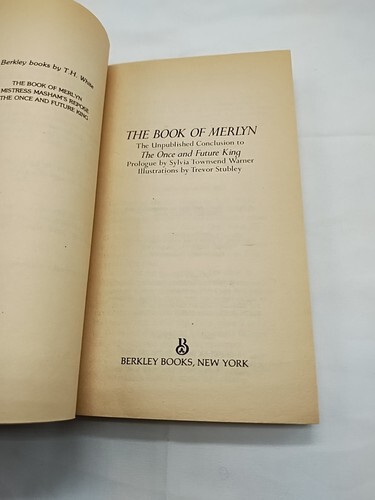 Berkley books by T.H. White
THE BOOK OF MERLYN
MISTRESS MASHAM'S REPOSE
THE ONCE AND FUTURE KING
THE BOOK OF MERLYN
The Unpublished Conclusion to
The Once and Future King
Prologue by Sylvia Townsend Warner
Illustrations by Trevor Stubley
B
BERKLEY BOOKS, NEW YORK